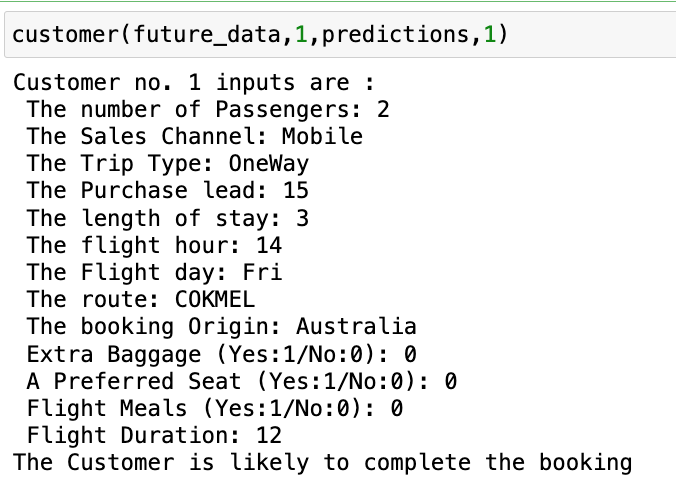 customer(future_data,1,predictions,1)
Customer no. 1 inputs are :
The number of Passengers: 2
The Sales Channel: Mobile
The Trip Type: OneWay
The Purchase lead: 15
The length of stay: 3
The flight hour: 14
The Flight day: Fri
The route: COKMEL
The booking Origin: Australia
Extra Baggage (Yes:1/No:0): 0
A Preferred Seat (Yes:1/No:0): 0
Flight Meals (Yes:1/No:0): 0
Flight Duration: 12
The Customer is likely to complete the booking